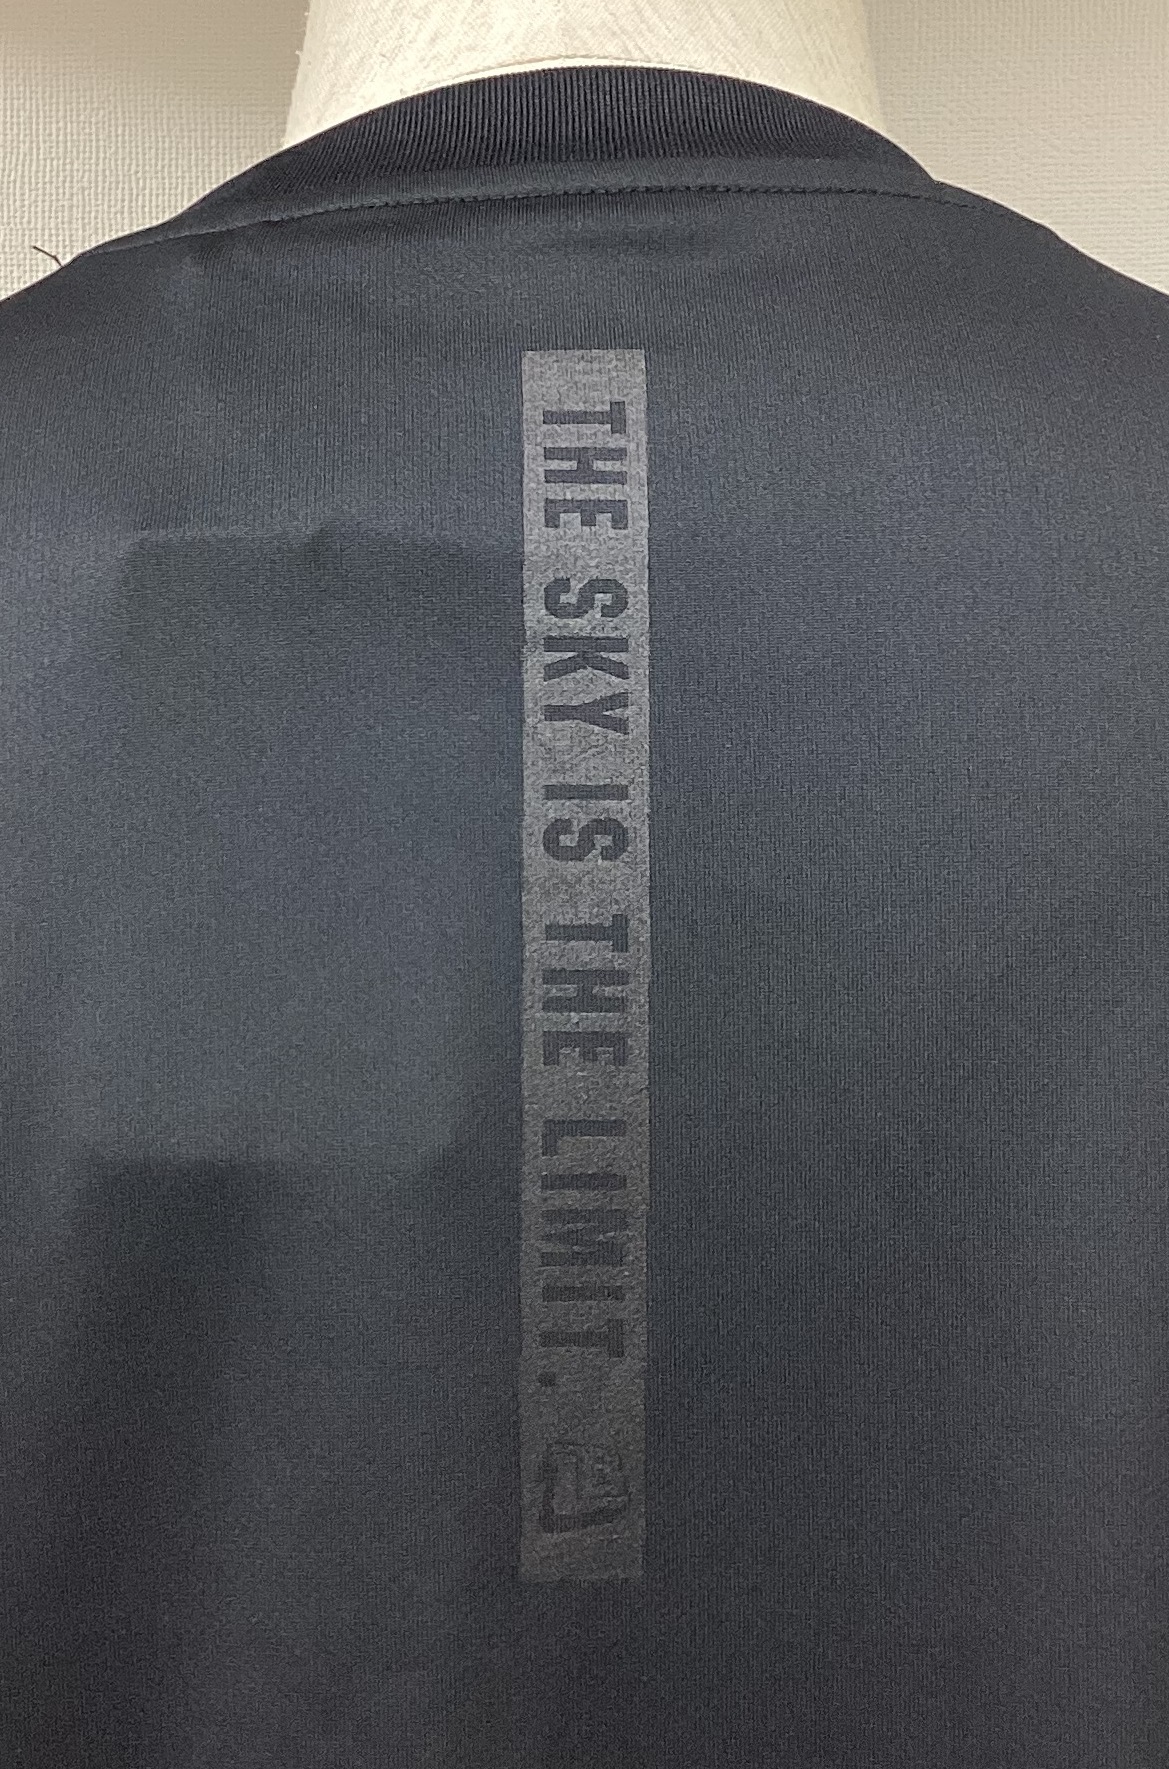 THE SKY IS THE LIMIT.